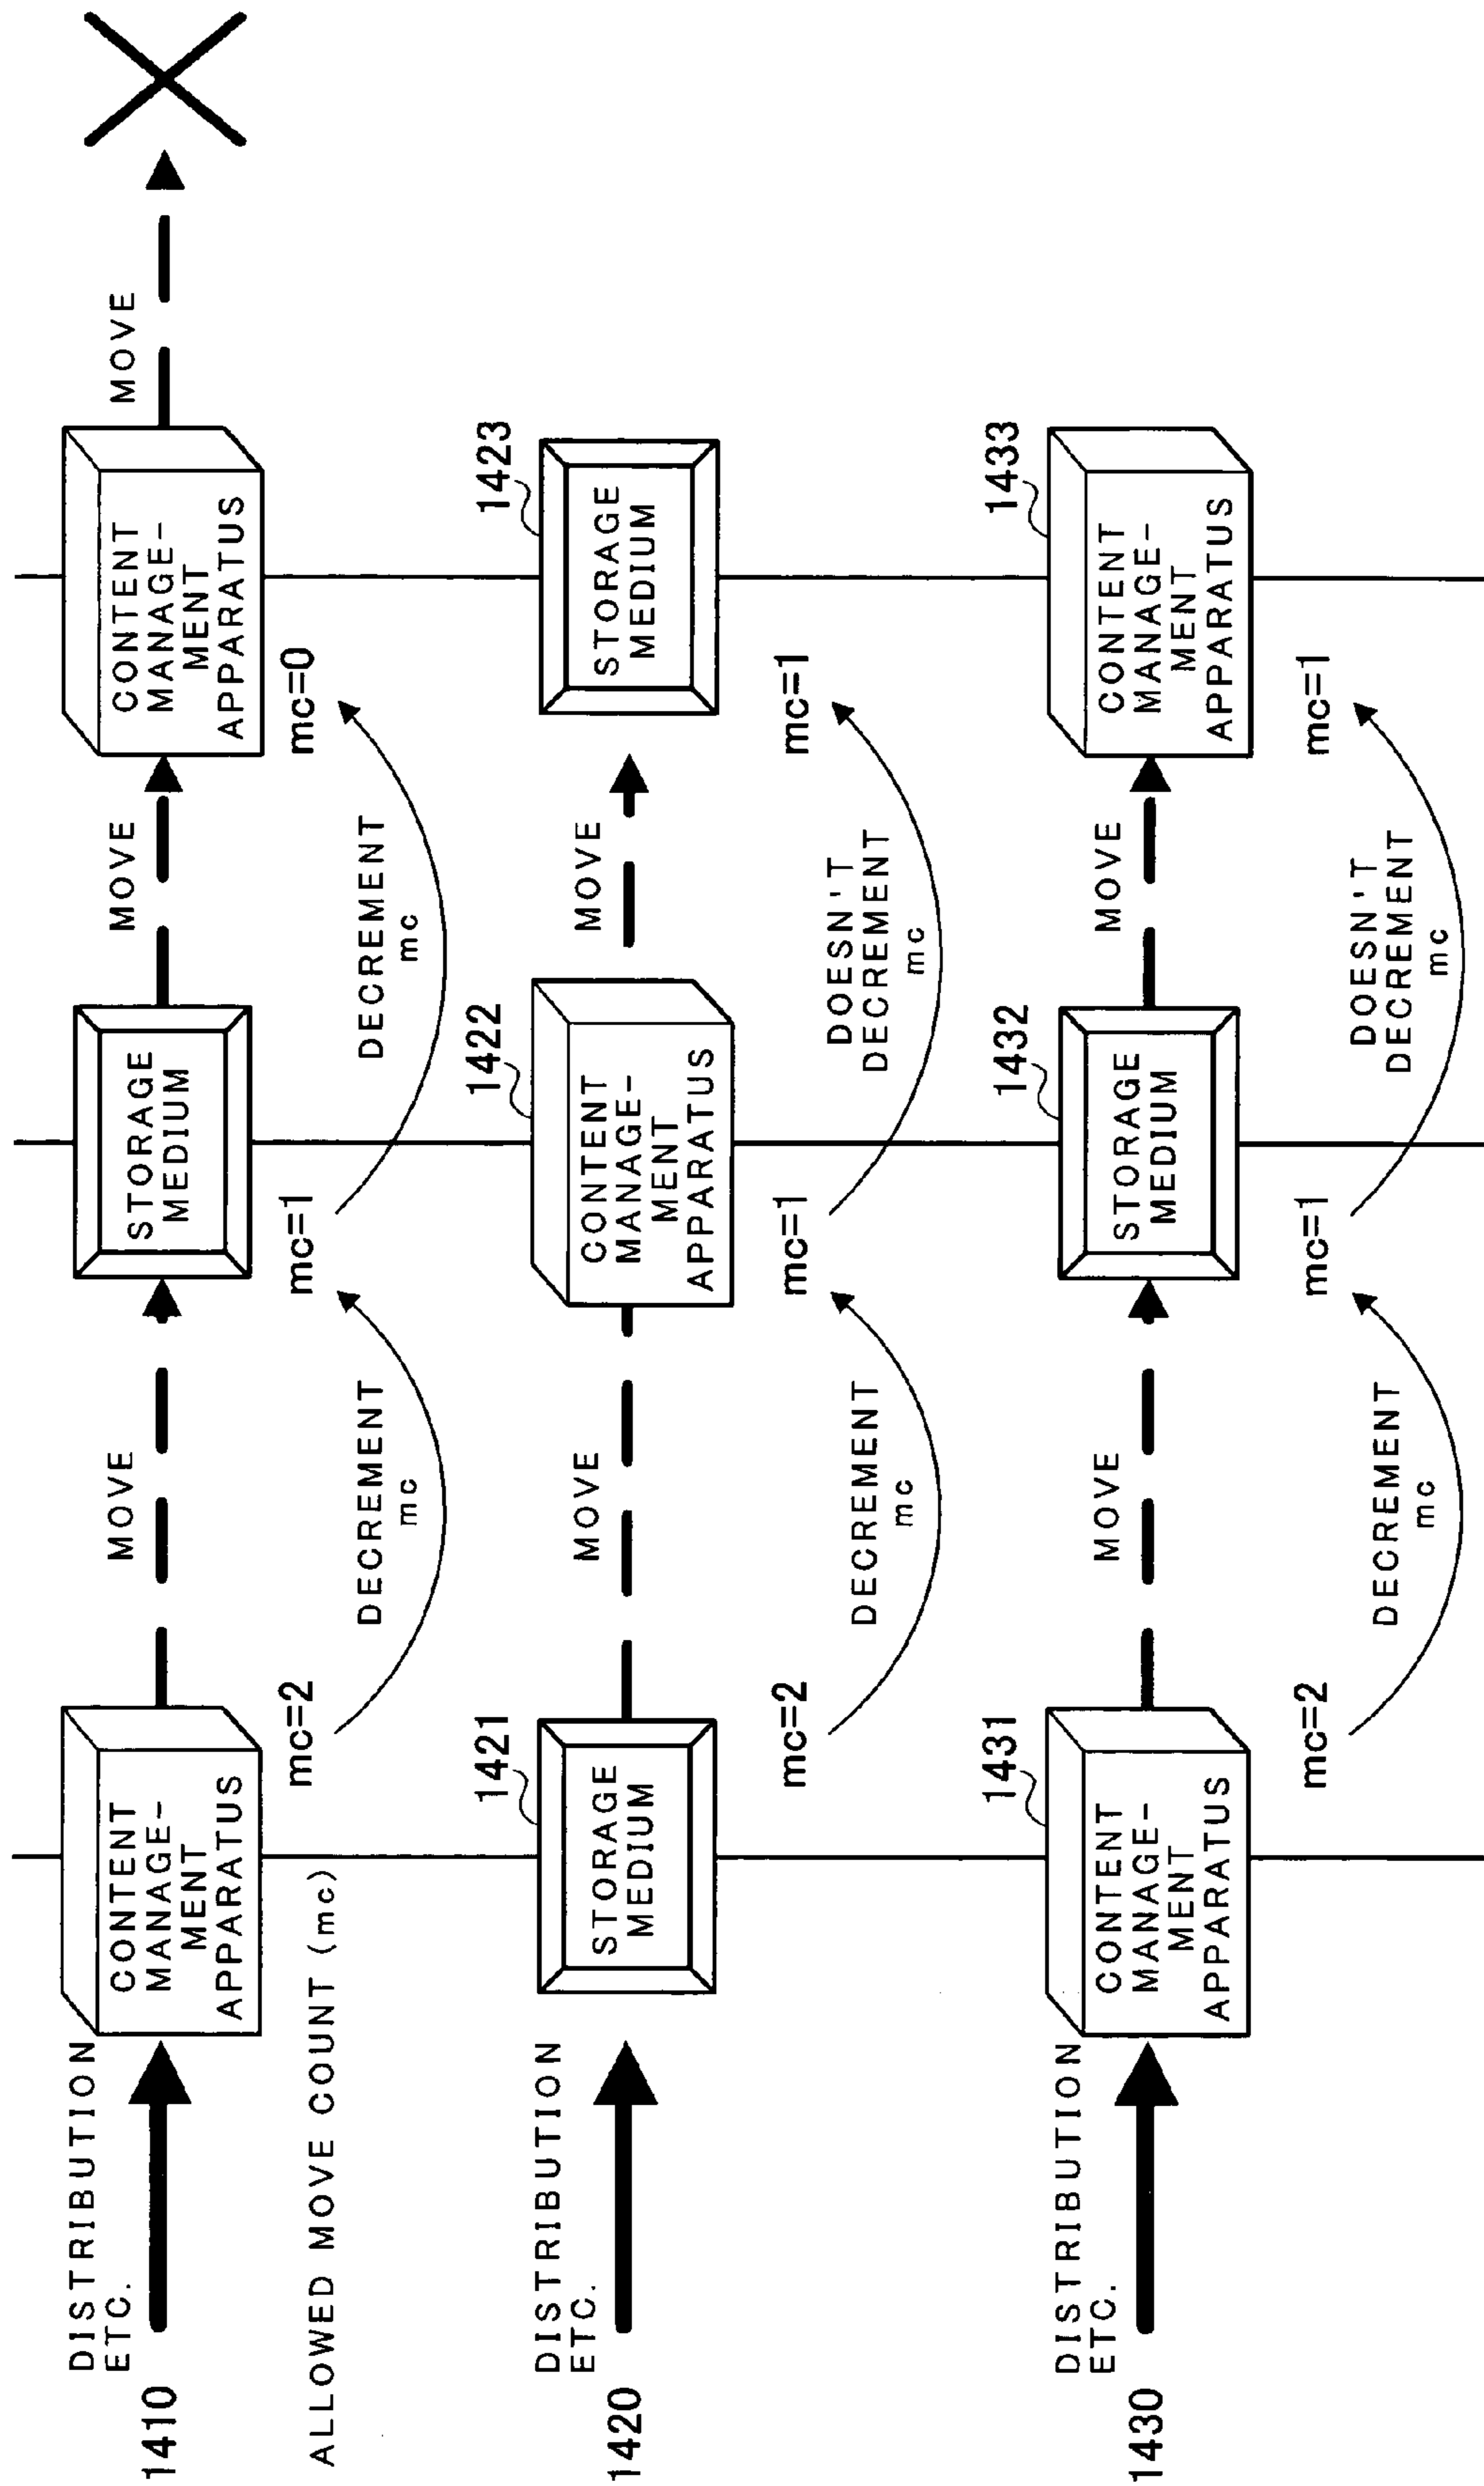 1410
DISTRIBUTION
ETC.
CONTENT
MANAGE-
MENT
APPARATUS
MOVE
STORAGE
MEDIUM
MOVE
CONTENT
MANAGE-
MENT
APPARATUS
MOVE
ALLOWED MOVE COUNT (mc)
mc=2
DECREMENT
mc
mc=1
DECREMENT
mc
mc=0
1420
DISTRIBUTION
ETC.
1421
STORAGE
MEDIUM
MOVE
1422
CONTENT
MANAGE-
MENT
APPARATUS
MOVE
1423
STORAGE
MEDIUM
mc=2
DECREMENT
mc
mc=1
DOESN'T
DECREMENT
mc
mc=1
1430
DISTRIBUTION
ETC.
1431
CONTENT
MANAGE-
MENT
APPARATUS
MOVE
1432
STORAGE
MEDIUM
MOVE
1433
CONTENT
MANAGE-
MENT
APPARATUS
mc=2
DECREMENT
mc
mc=1
DOESN'T
DECREMENT
mc
mc=1